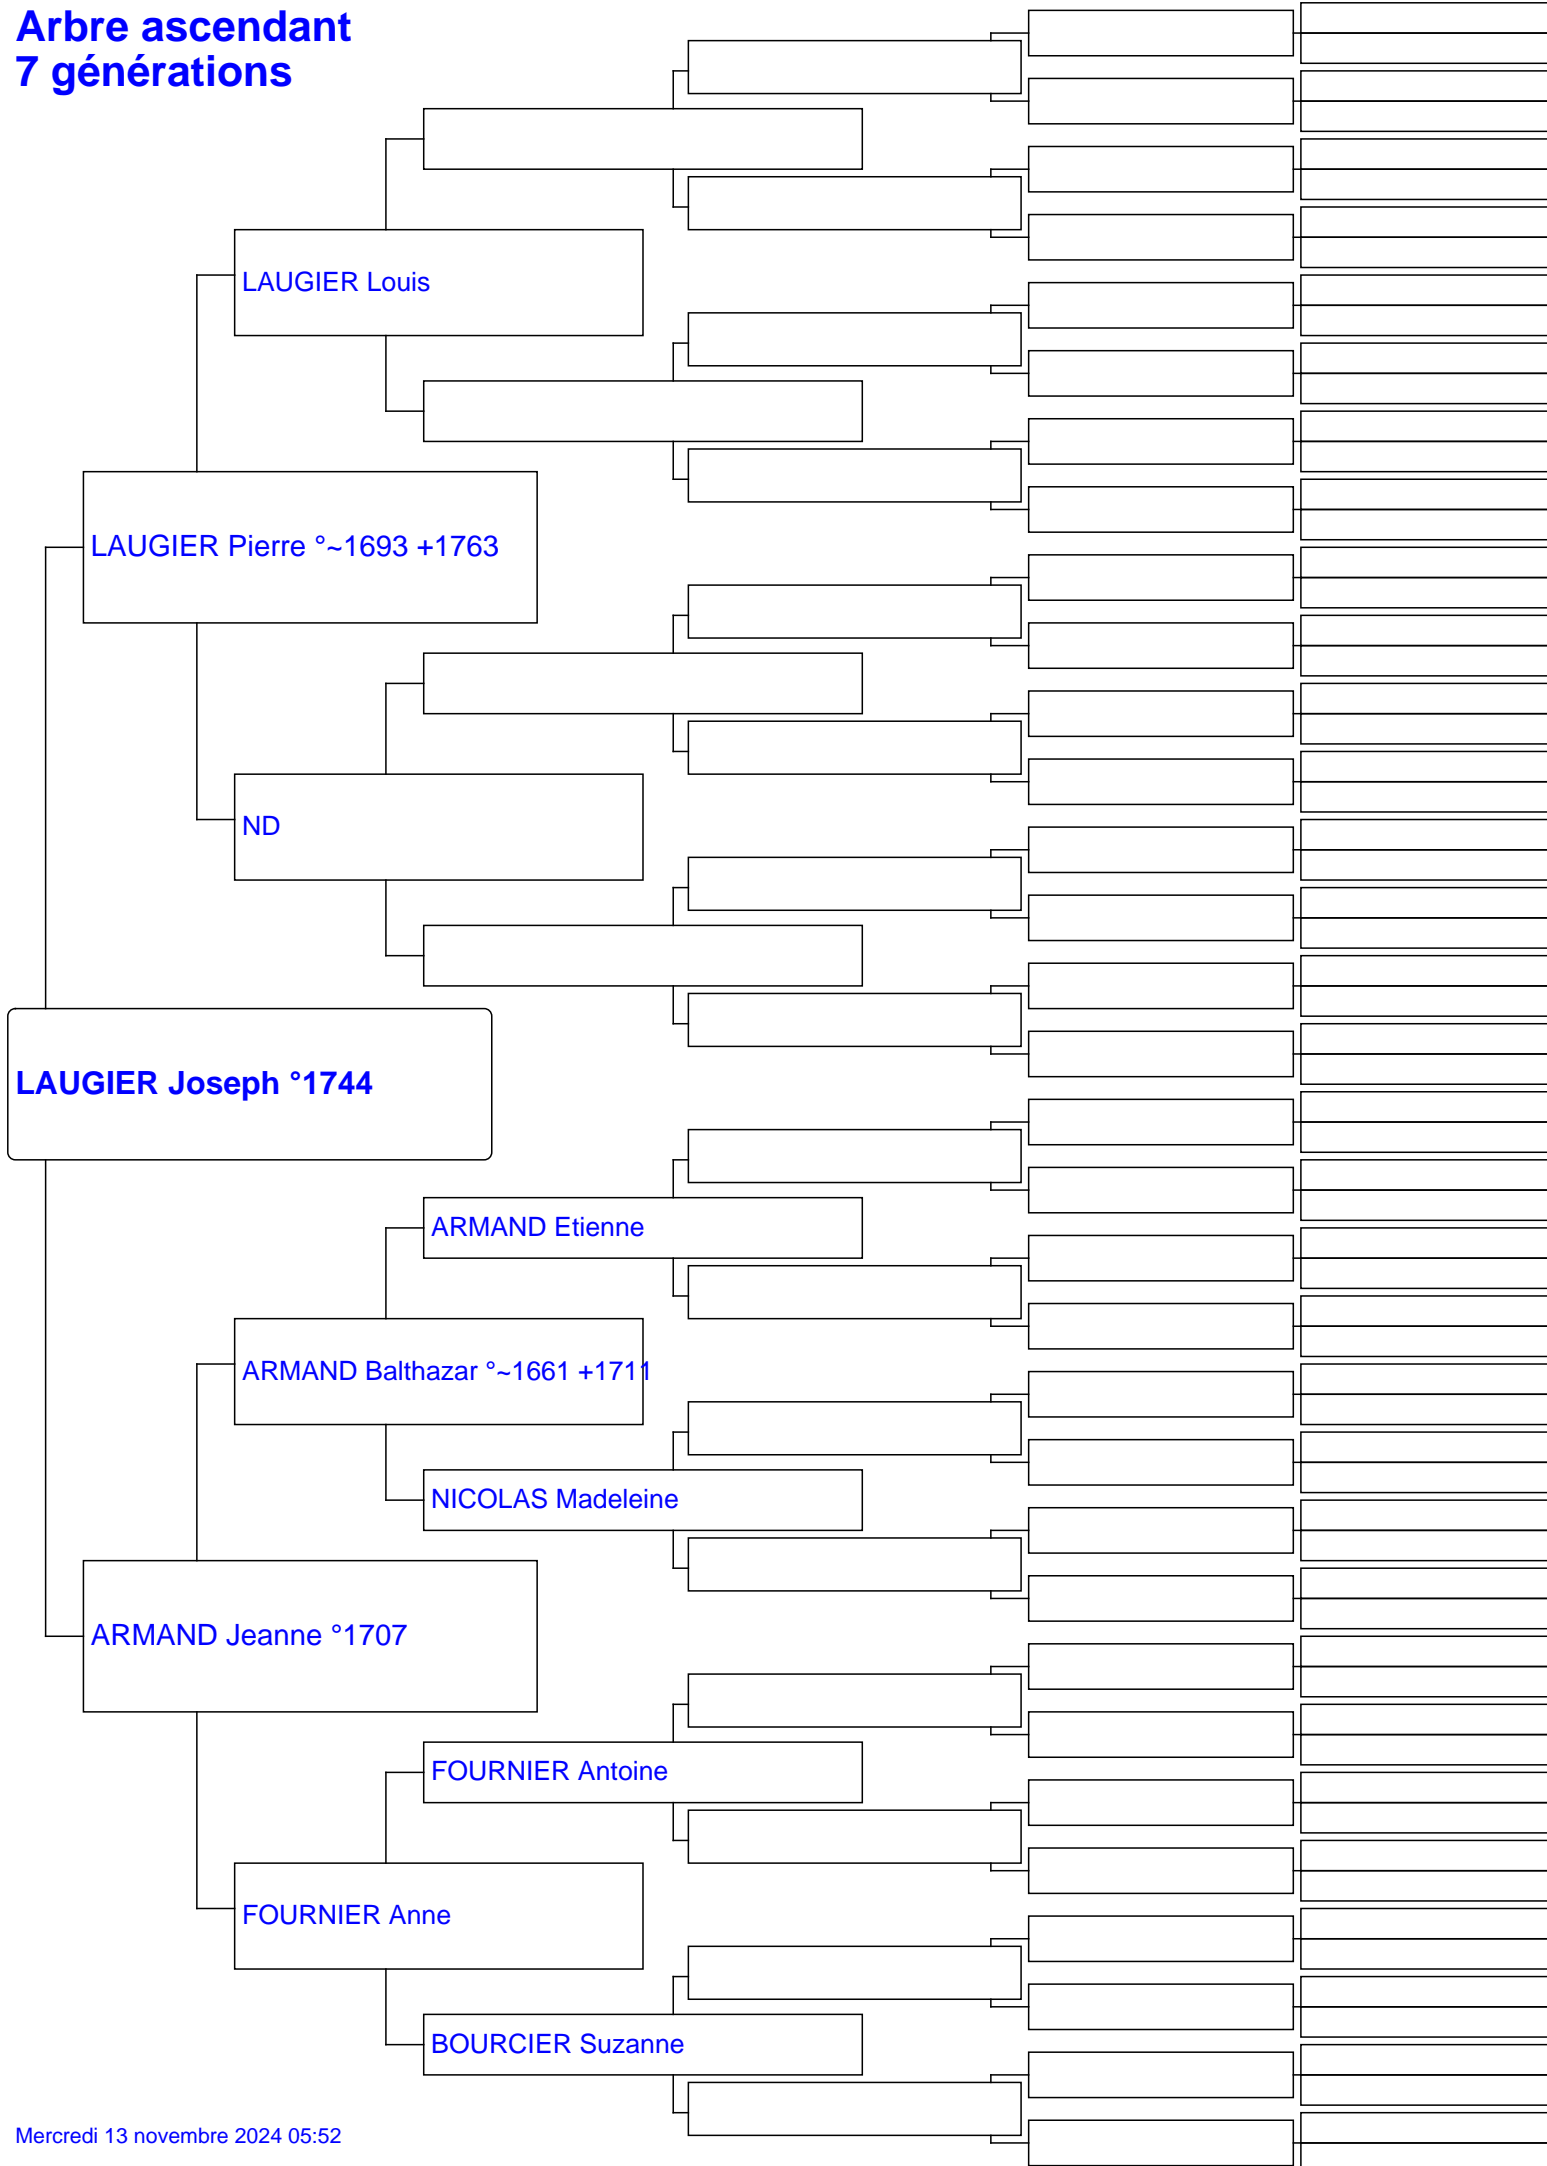 Arbre ascendant
7 générations
LAUGIER Louis
LAUGIER Pierre °~1693 +1763
ND
LAUGIER Joseph °1744
ARMAND Etienne
ARMAND Balthazar °~1661 +1711
NICOLAS Madeleine
ARMAND Jeanne °1707
FOURNIER Antoine
FOURNIER Anne
BOURCIER Suzanne
Mercredi 13 novembre 2024 05:52